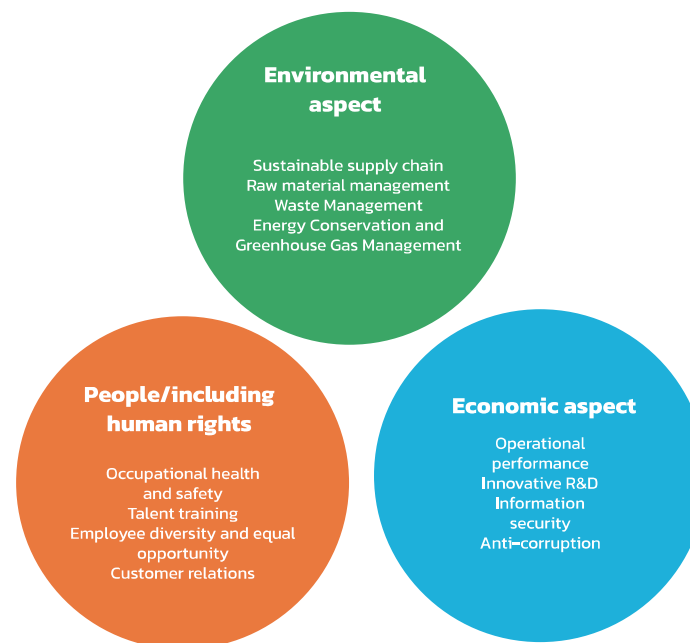 Environmental
aspect
Sustainable supply chain
Raw material management
Waste Management
Energy Conservation and
Greenhouse Gas Management
People/including
human rights
Occupational health
and safety
Talent training
Employee diversity and equal
opportunity
Customer relations
Economic aspect
Operational
performance
Innovative R&D
Information
security
Anti-corruption